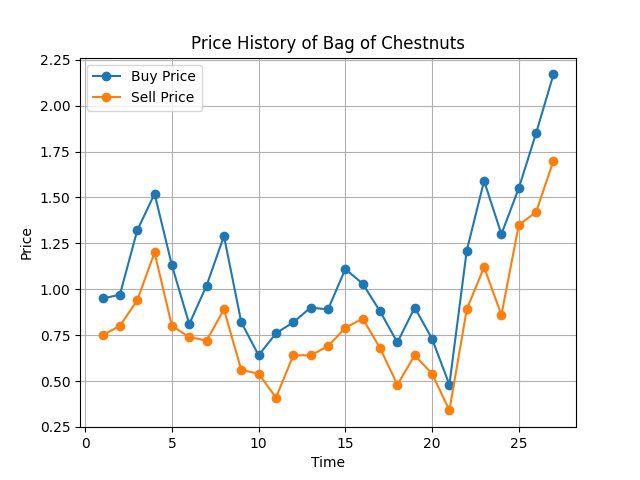 Price History of Bag of Chestnuts
Buy Price
Sell Price
2.25
2.00
1.75
1.50
1.25
1.00
0.75
0.50
0.25
Price
0 5 10 15 20 25
Time